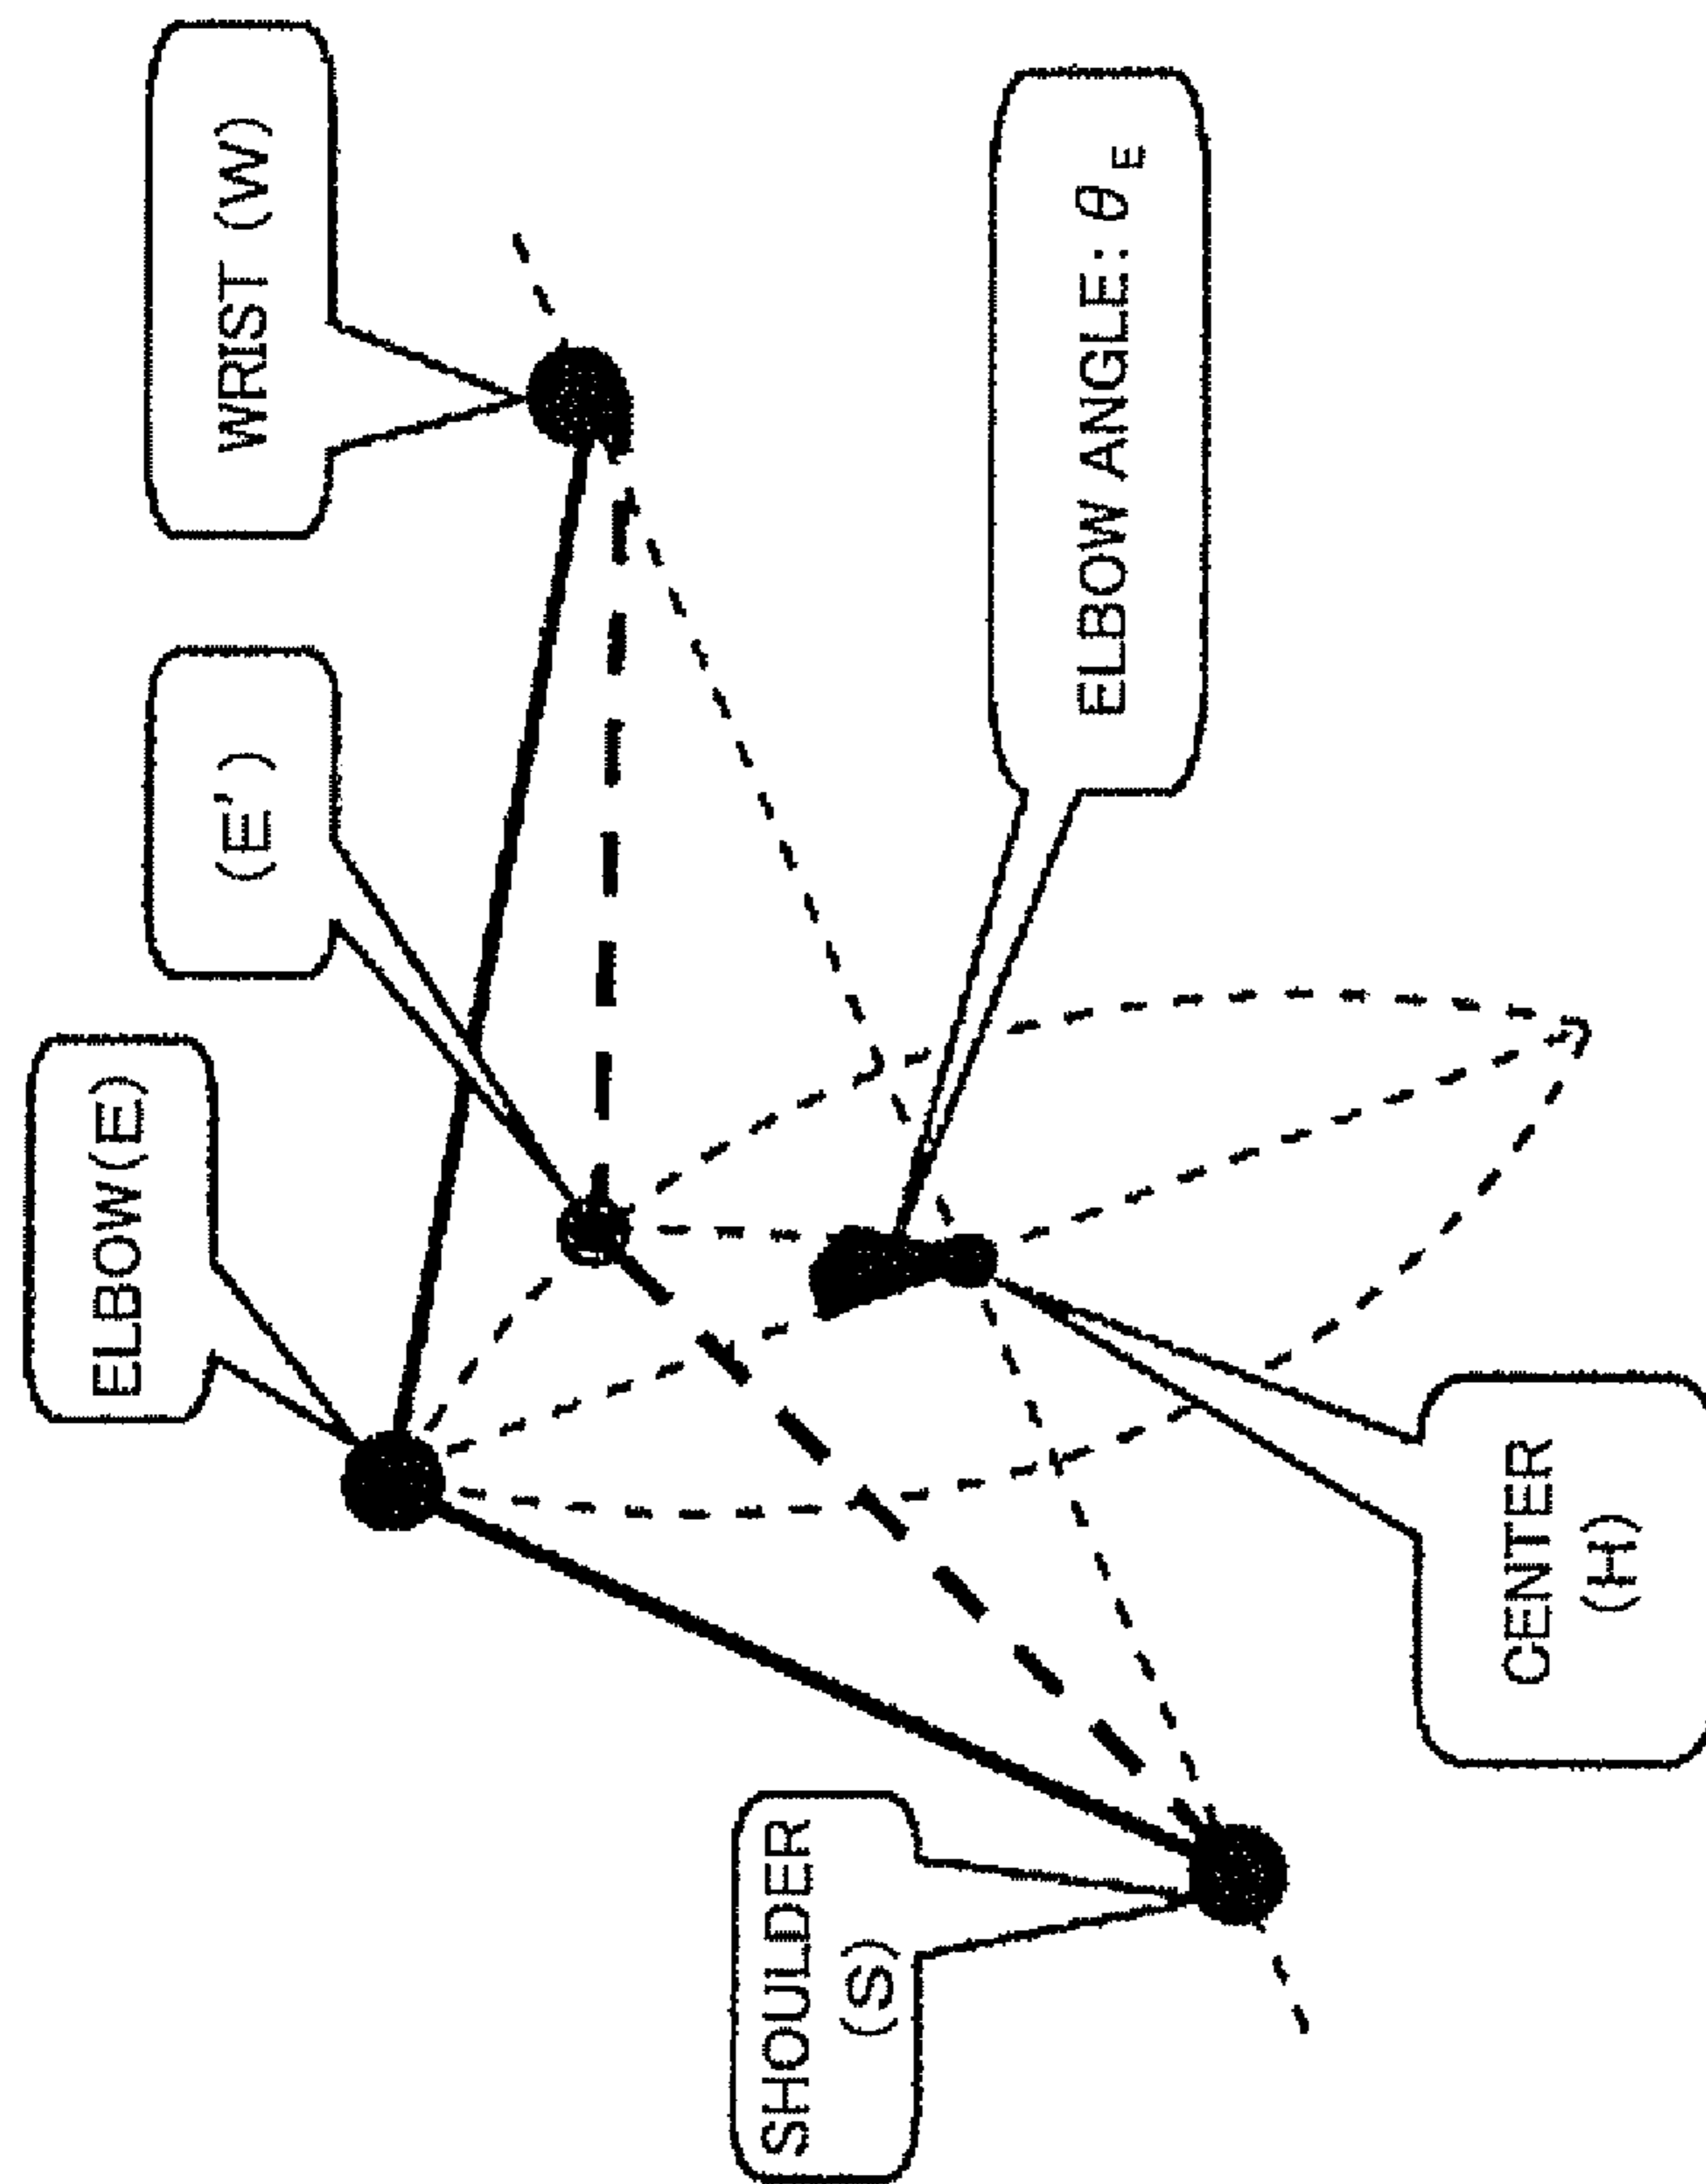 SHOULDER
(S)
ELBOW(E)
(E')
WRIST (W)
CENTER
(H)
ELBOW ANGLE: θE